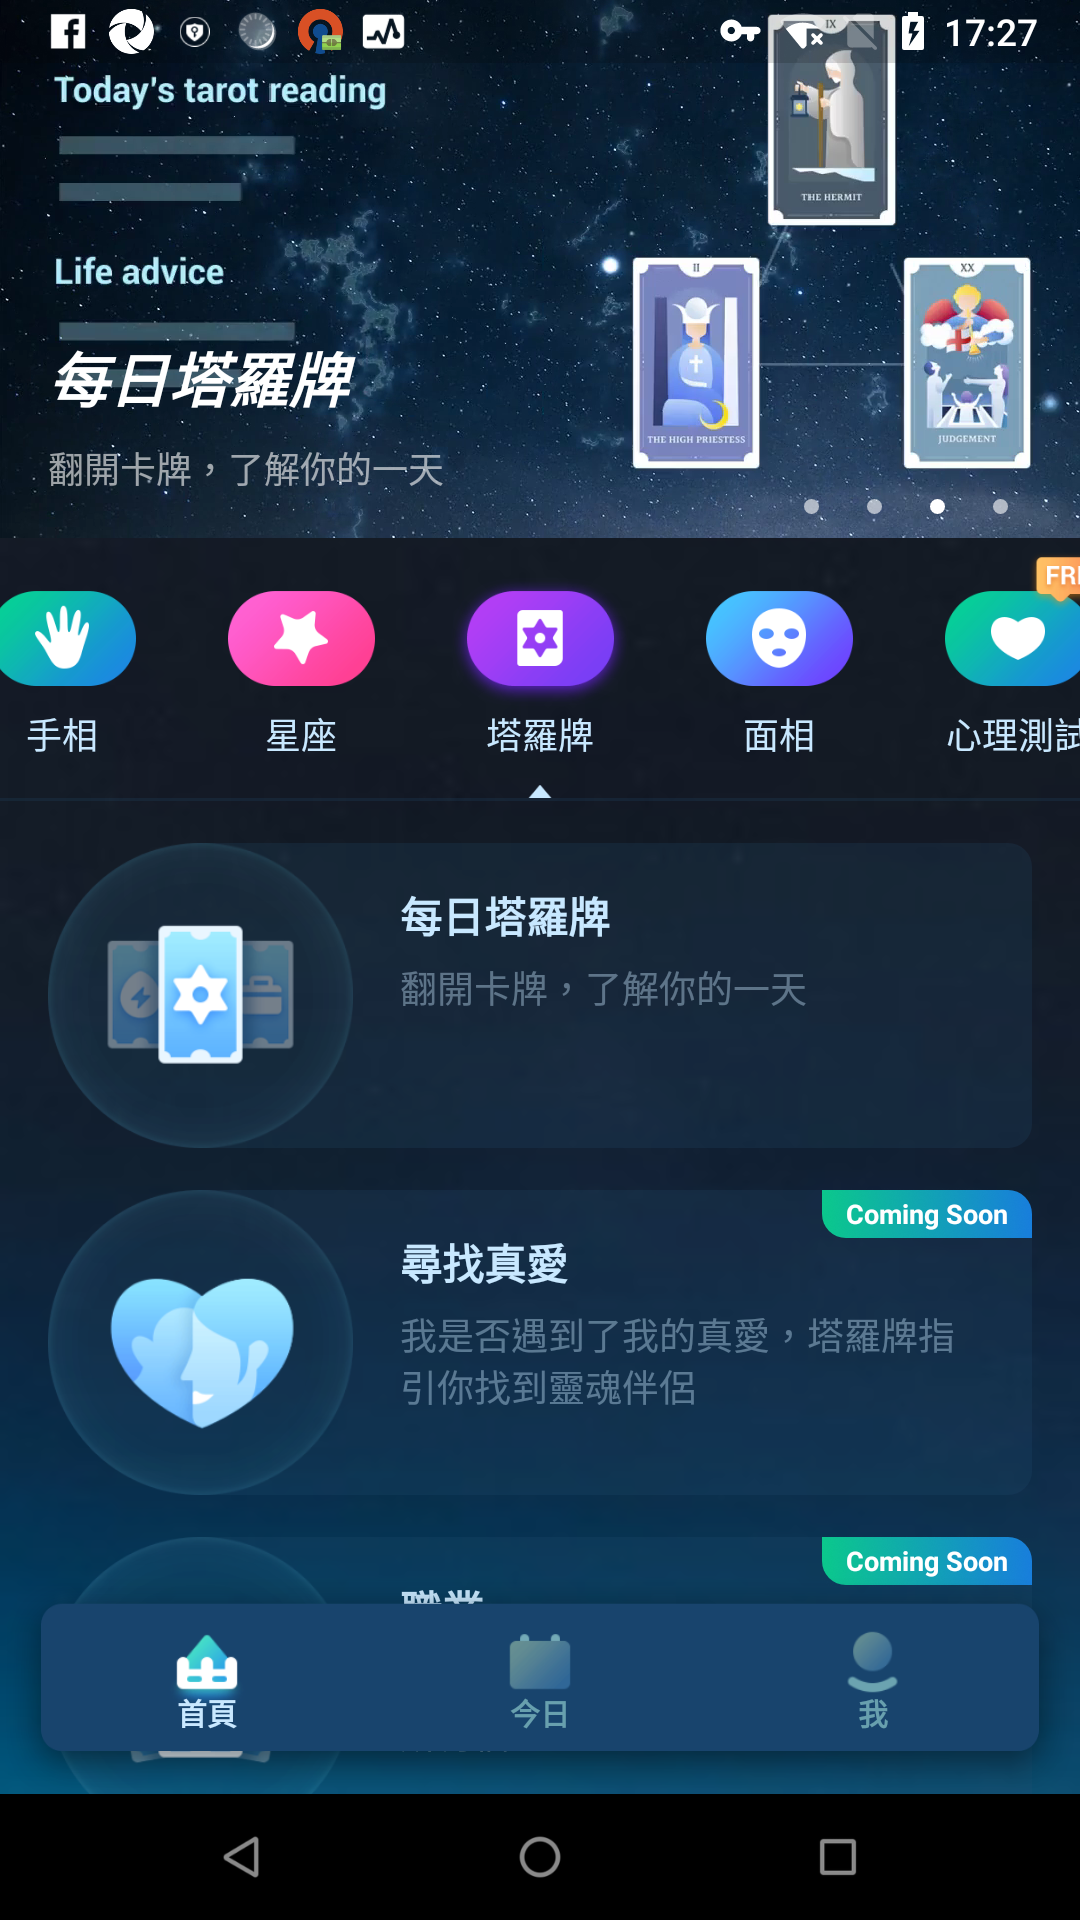 17:27
Today's tarot reading
IX
THE HERMIT
Life advice
II
THE HIGH PRIESTESS
XX
JUDGEMENT
每日塔羅牌
翻開卡牌，了解你的一天
FRE
手相
星座
塔羅牌
面相
心理測試
每日塔羅牌
翻開卡牌，了解你的一天
Coming Soon
尋找真愛
我是否遇到了我的真愛，塔羅牌指
引你找到靈魂伴侶
Coming Soon
職業
首頁
今日
我